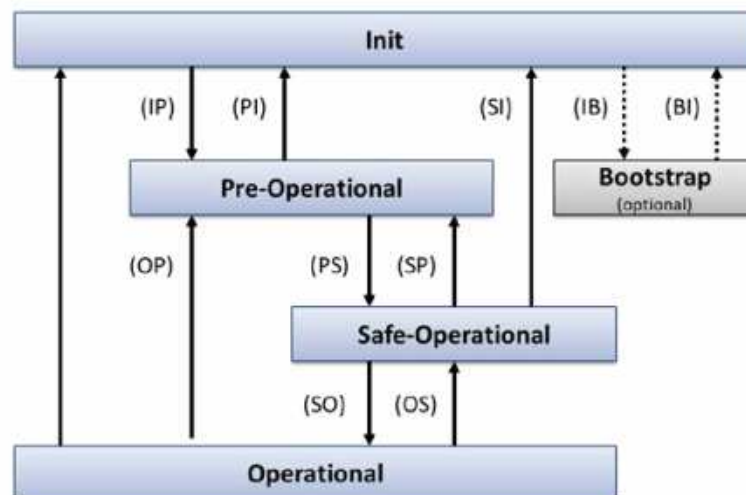 Init
(IP) (PI) (SI) (IB) (BI)
Pre-Operational
Bootstrap
(optional)
(OP) (PS) (SP)
Safe-Operational
(SO) (OS)
Operational